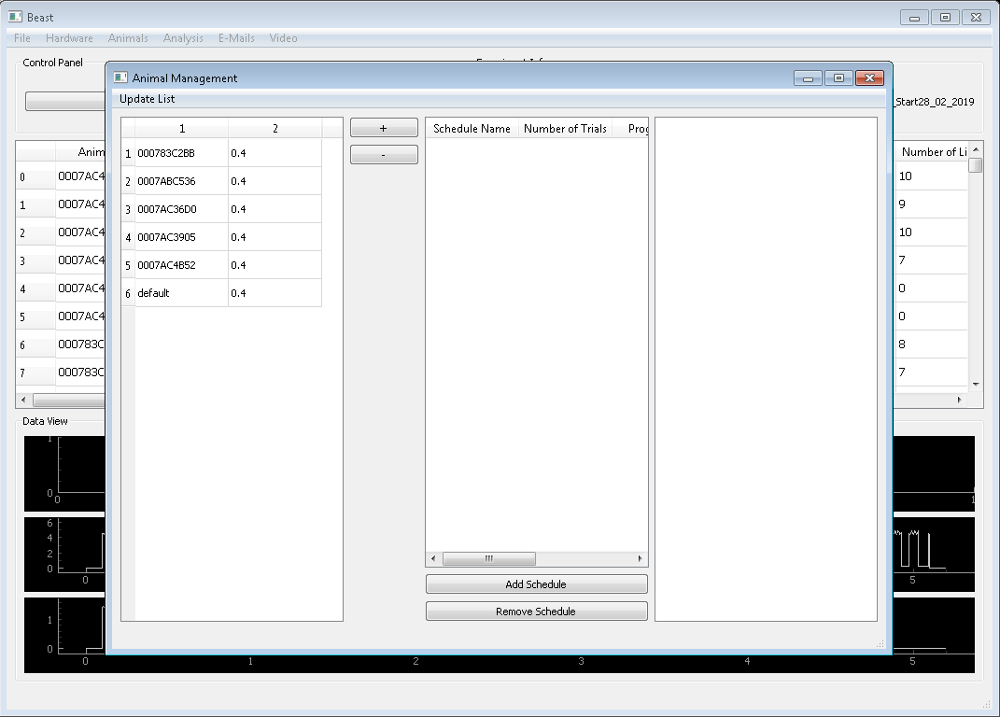 Beast
File Hardware Animals Analysis E-Mails Video
Control Panel
Animal Management
Update List
_Start28_02_2019
1 2
1 000783C2BB 0.4
2 0007ABC536 0.4
3 0007AC36D0 0.4
4 0007AC3905 0.4
5 0007AC4B52 0.4
6 default 0.4
+
-
Schedule Name Number of Trials Prog
Add Schedule
Remove Schedule
Anim Number of Li
0 0007AC4 10
1 0007AC4 9
2 0007AC4 10
3 0007AC4 7
4 0007AC4 0
5 0007AC4 0
6 000783C 8
7 000783C 7
Data View
1
0
0 1
6
4
2
0
0 5
1
0
0 1 2 3 4 5